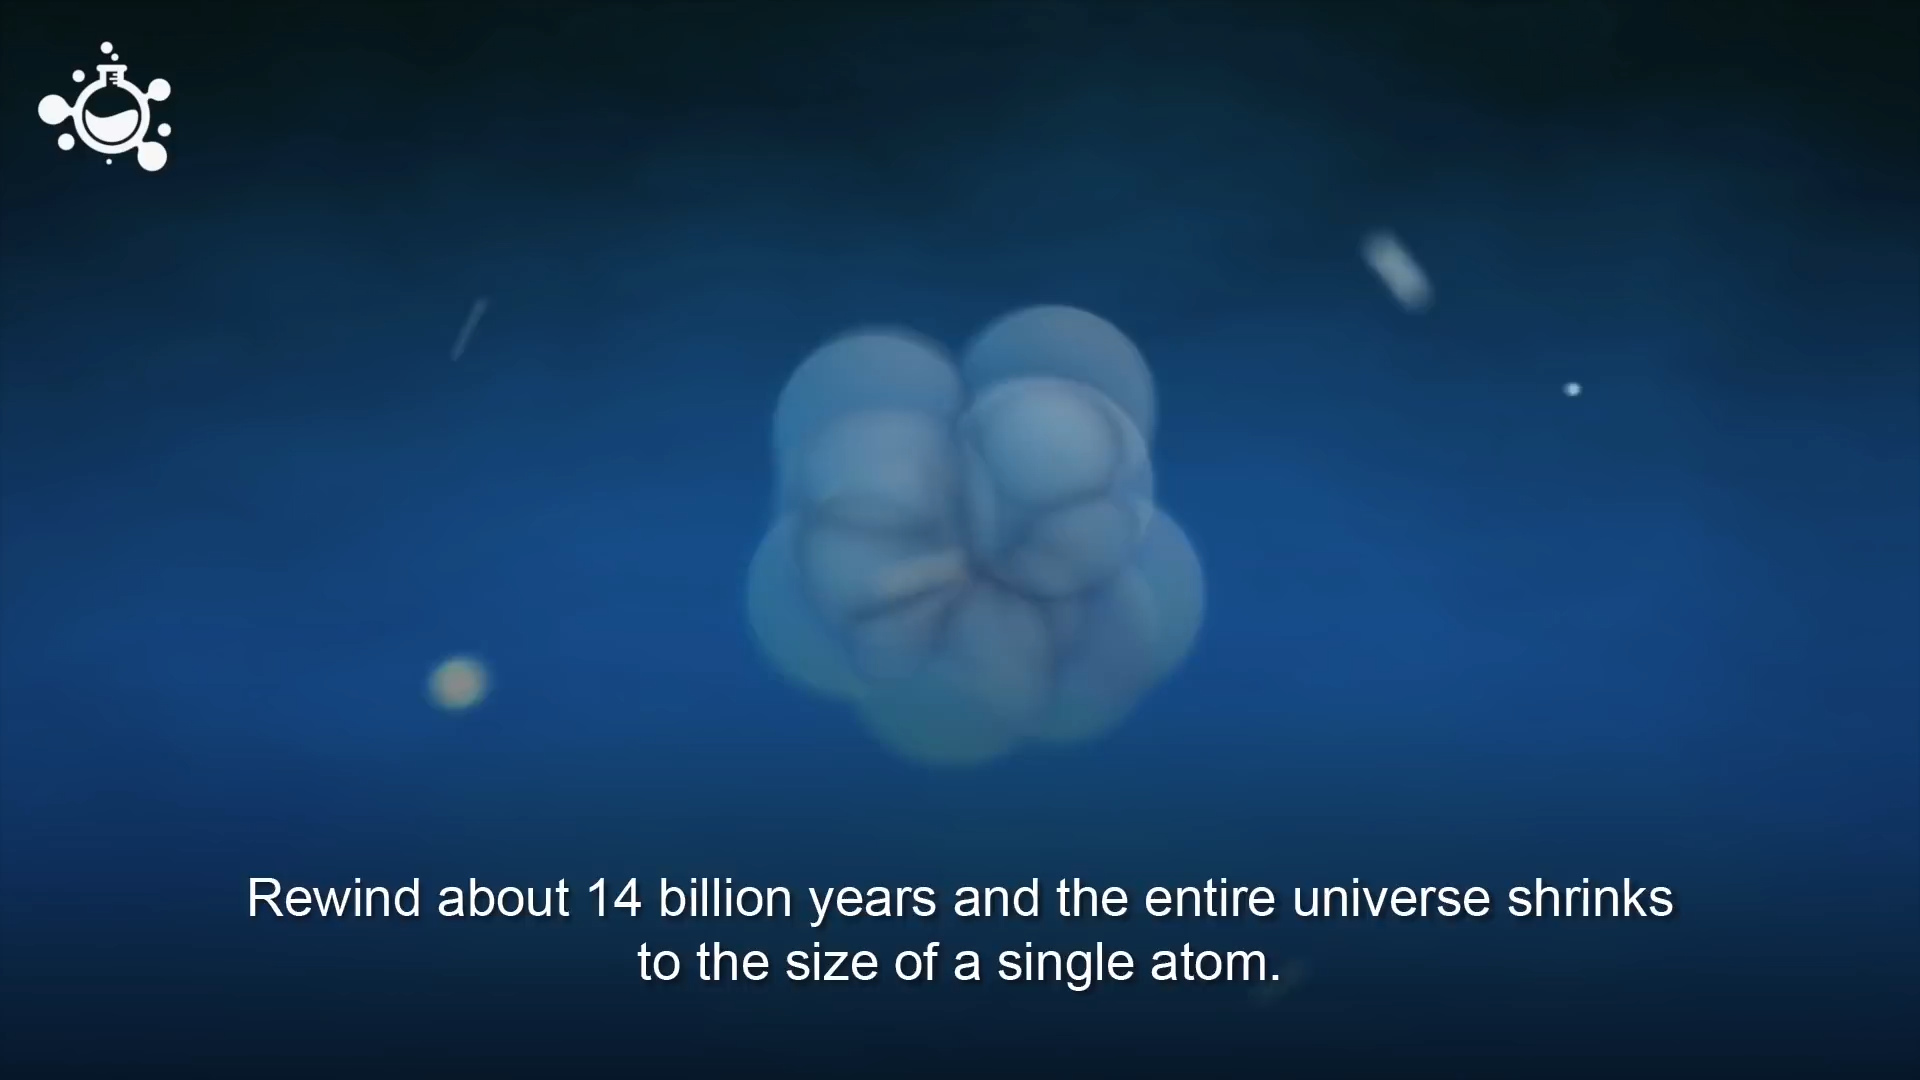 Rewind about 14 billion years and the entire universe shrinks
to the size of a single atom.